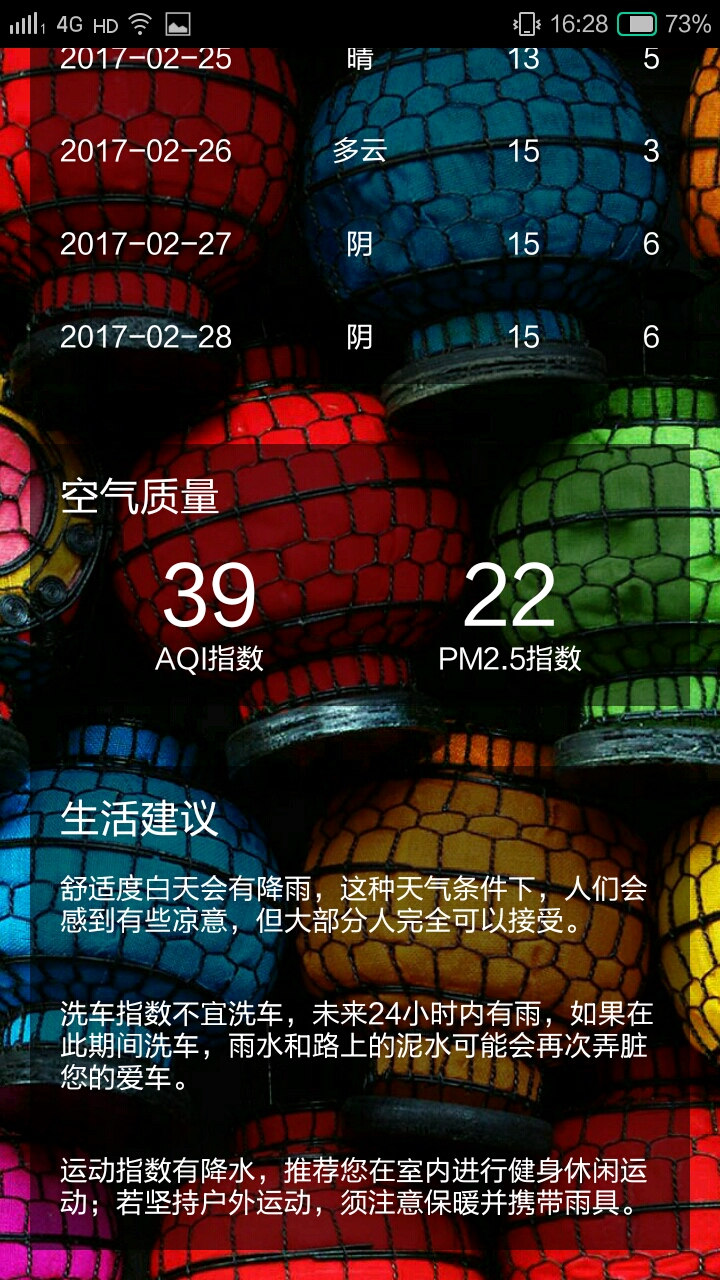 4G HD 16:28 73%
2017-02-25 晴 13 5
2017-02-26 多云 15 3
2017-02-27 阴 15 6
2017-02-28 阴 15 6
空气质量
39 22
AQI指数 PM2.5指数
生活建议
舒适度白天会有降雨，这种天气条件下，人们会
感到有些凉意，但大部分人完全可以接受。
洗车指数不宜洗车，未来24小时内有雨，如果在
此期间洗车，雨水和路上的泥水可能会再次弄脏
您的爱车。
运动指数有降水，推荐您在室内进行健身休闲运
动；若坚持户外运动，须注意保暖并携带雨具。